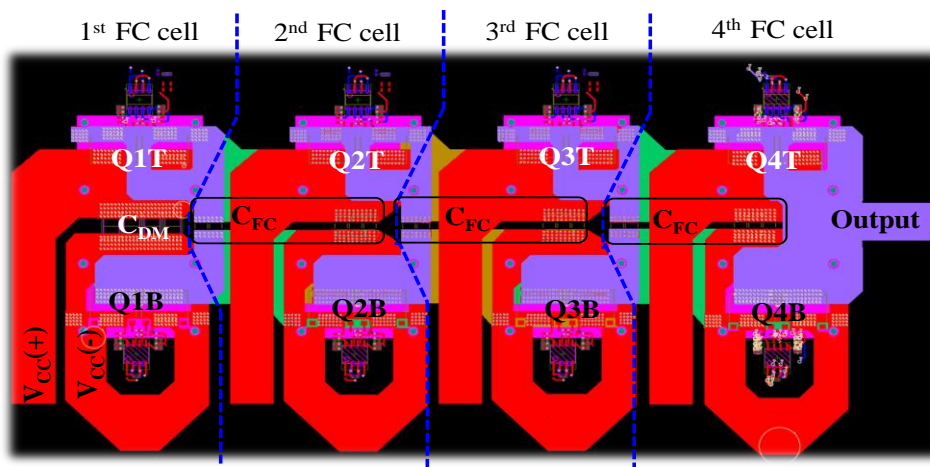 1st FC cell
2nd FC cell
3rd FC cell
4th FC cell
Q1T
Q2T
Q3T
Q4T
CDM
CFC
CFC
CFC
Output
Q1B
Q2B
Q3B
Q4B
VCC(+)
VCC(-)